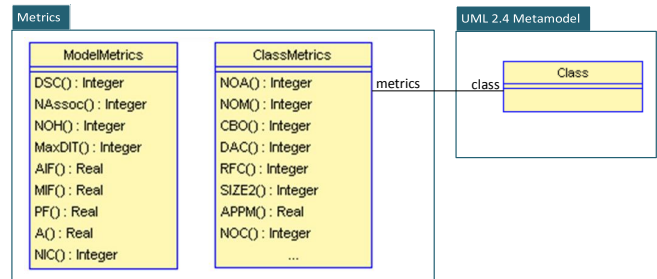 Metrics
UML 2.4 Metamodel
ModelMetrics
DSC() : Integer
NAssoc() : Integer
NOH() : Integer
MaxDIT() : Integer
AIF() : Real
MIF() : Real
PF() : Real
A() : Real
NIC() : Integer
ClassMetrics
NOA() : Integer
NOM() : Integer
CBO() : Integer
DAC() : Integer
RFC() : Integer
SIZE2() : Integer
APPM() : Real
NOC() : Integer
...
metrics
class
Class